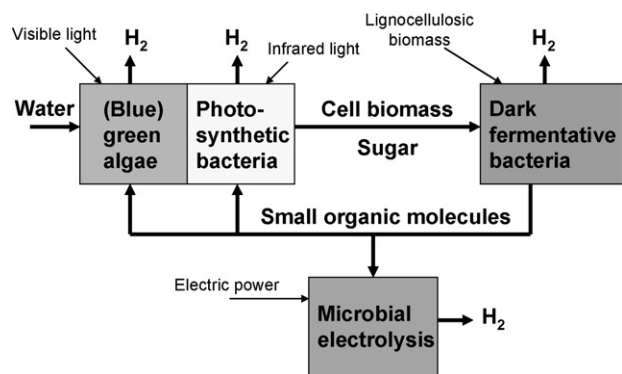 Visible light
H2
H2
Infrared light
Lignocellulosic
biomass
H2
Water
(Blue)
green
algae
Photo-
synthetic
bacteria
Cell biomass
Sugar
Dark
fermentative
bacteria
Small organic molecules
Electric power
Microbial
electrolysis
H2